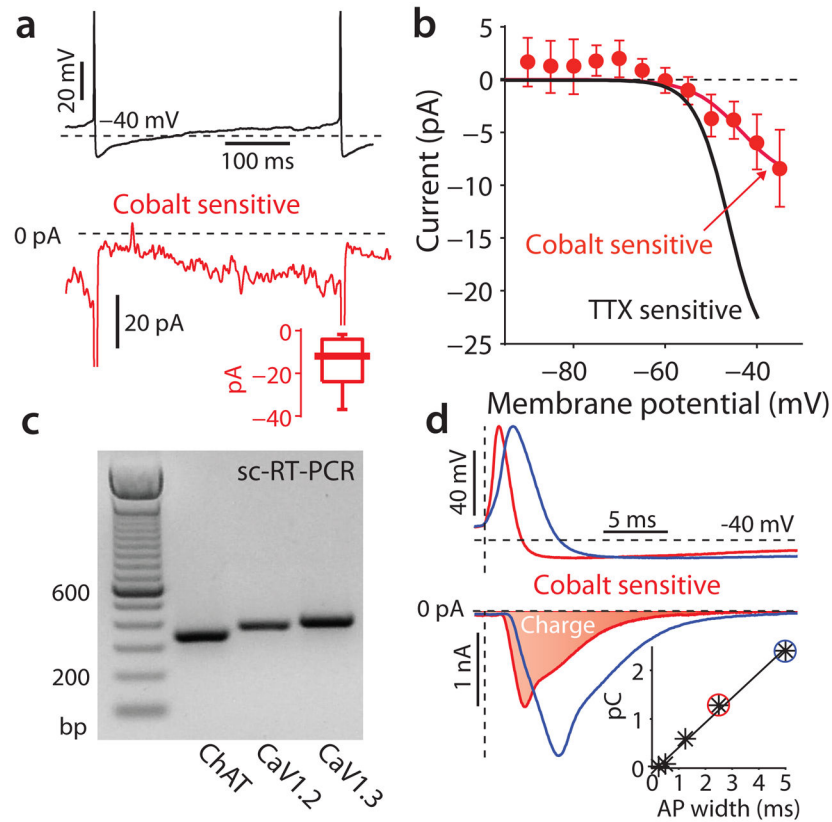 a
20 mV
−40 mV
100 ms
Cobalt sensitive
0 pA
20 pA
pA
0
−20
−40
b
Current (pA)
5
0
−5
−10
−15
−20
−25
Cobalt sensitive
TTX sensitive
−80
−60
−40
Membrane potential (mV)
c
sc-RT-PCR
600
200
bp
ChAT
CaV1.2
CaV1.3
d
40 mV
5 ms
-40 mV
Cobalt sensitive
0 pA
Charge
1 nA
pC
2
1
0
0 1 2 3 4 5
AP width (ms)